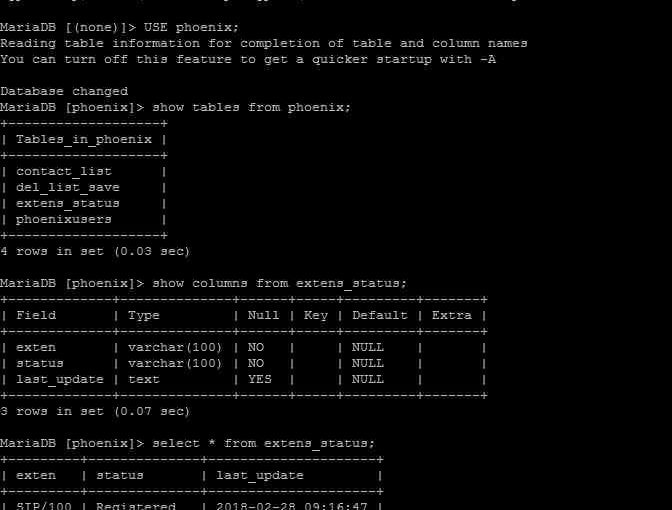 MariaDB [(none)]> USE phoenix;
Reading table information for completion of table and column names
You can turn off this feature to get a quicker startup with -A
Database changed
MariaDB [phoenix]> show tables from phoenix;
+-------------------+
| Tables_in_phoenix |
+-------------------+
| contact_list      |
| del_list_save     |
| extens_status     |
| phoenixusers      |
+-------------------+
4 rows in set (0.03 sec)
MariaDB [phoenix]> show columns from extens_status;
+-------------+--------------+------+-----+---------+-------+
| Field       | Type         | Null | Key | Default | Extra |
+-------------+--------------+------+-----+---------+-------+
| exten       | varchar(100) | NO   |     | NULL    |       |
| status      | varchar(100) | NO   |     | NULL    |       |
| last_update | text         | YES  |     | NULL    |       |
+-------------+--------------+------+-----+---------+-------+
3 rows in set (0.07 sec)
MariaDB [phoenix]> select * from extens_status;
+---------+--------------+---------------------+
| exten   | status       | last_update         |
+---------+--------------+---------------------+
| SIP/100 | Registered   | 2018-02-28 09:16:47 |